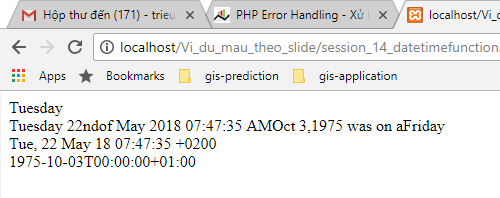 Hộp thư đến (171) - trieu
PHP Error Handling - Xử
localhost/Vi_d
localhost/Vi_du_mau_theo_slide/session_14_datetimefunction
Apps
Bookmarks
gis-prediction
gis-application
Tuesday
Tuesday 22ndof May 2018 07:47:35 AMOct 3,1975 was on aFriday
Tue, 22 May 18 07:47:35 +0200
1975-10-03T00:00:00+01:00